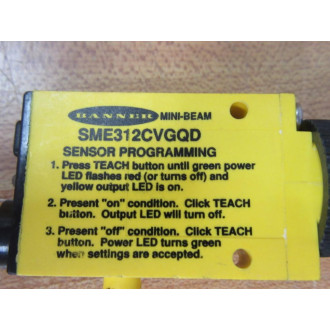 BANNER MINI-BEAM
SME312CVGQD
SENSOR PROGRAMMING
1. Press TEACH button until green power
LED flashes red (or turns off) and
yellow output LED is on.
2. Present "on" condition. Click TEACH
button. Output LED will turn off.
3. Present "off" condition. Click TEACH
button. Power LED turns green
when settings are accepted.